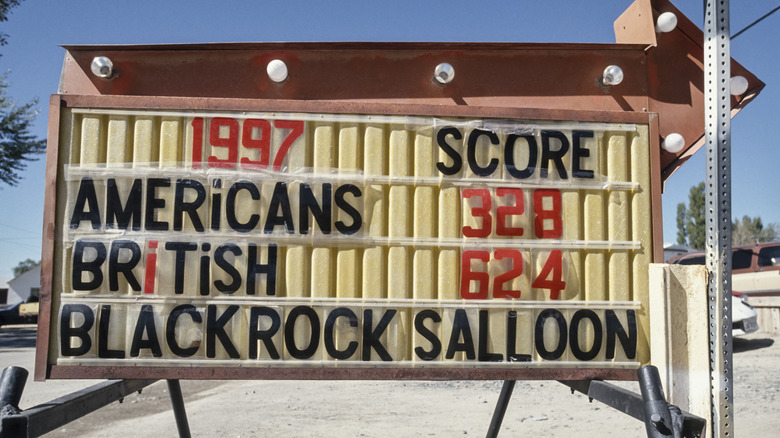 1997 SCORE
AMERiCANS 328
BRiTiSH 624
BLACKROCK SALLOON